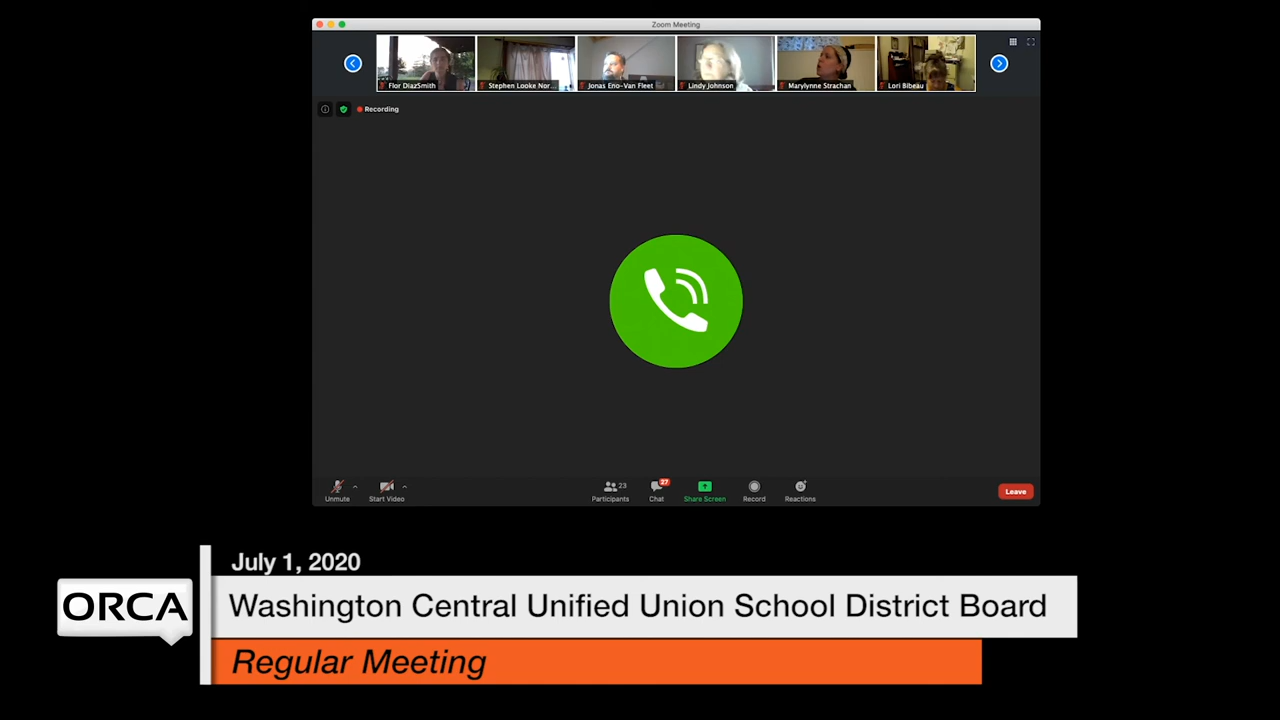 Zoom Meeting
Flor DiazSmith
Stephen Looke Nor...
Jonas Eno-Van Fleet
Lindy Johnson
Marylynne Strachan
Lori Bibeau
Recording
Unmute
Start Video
23
Participants
37
Chat
Share Screen
Record
Reactions
Leave
July 1, 2020
ORCA
Washington Central Unified Union School District Board
Regular Meeting